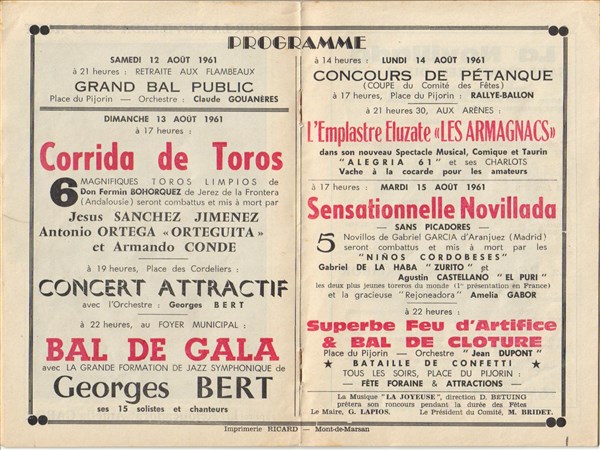 PROGRAMME
SAMEDI 12 AOÛT 1961
à 21 heures : RETRAITE AUX FLAMBEAUX
GRAND BAL PUBLIC
Place du Pijorin — Orchestre : Claude GOUANÈRES
DIMANCHE 13 AOÛT 1961
à 17 heures :
Corrida de Toros
6 MAGNIFIQUES TOROS LIMPIOS de
Don Fermin BOHORQUEZ de Jerez de la Frontera
(Andalousie) seront combattus et mis à mort par
Jesus SANCHEZ JIMENEZ
Antonio ORTEGA « ORTEGUITA »
et Armando CONDE
à 19 heures, Place des Cordeliers :
CONCERT ATTRACTIF
avec l'Orchestre : Georges BERT
à 22 heures, au FOYER MUNICIPAL :
BAL DE GALA
avec LA GRANDE FORMATION DE JAZZ SYMPHONIQUE de
Georges BERT
ses 15 solistes et chanteurs
à 14 heures : LUNDI 14 AOUT 1961
CONCOURS DE PÉTANQUE
(COUPE du Comité des Fêtes)
à 17 heures, Place du Pijorin : RALLYE-BALLON
à 21 heures 30, AUX ARÈNES :
L'Emplastre Eluzate «LES ARMAGNACS»
dans son nouveau Spectacle Musical, Comique et Taurin
"ALEGRIA 61" et ses CHARLOTS
Vache à la cocarde pour les amateurs
à 17 heures : MARDI 15 AOUT 1961
Sensationnelle Novillada
— SANS PICADORES —
5 Novillos de Gabriel GARCIA d'Aranjuez (Madrid)
seront combattus et mis à mort par les
"NIÑOS CORDOBESES"
Gabriel DE LA HABA "ZURITO" et
Agustin CASTELLANO "EL PURI"
les deux plus jeunes toreros du monde (1e présentation en France)
et la gracieuse "Rejoneadora" Amelia GABOR
à 22 heures :
Superbe Feu d'Artifice
& BAL DE CLOTURE
Place du Pijorin — Orchestre "Jean DUPONT"
★ BATAILLE DE CONFETTI ★
TOUS LES SOIRS, PLACE DU PIJORIN :
— FÊTE FORAINE & ATTRACTIONS —
La Musique "LA JOYEUSE", direction D. BETUING
prêtera son concours pendant la durée des Fêtes
Le Maire, G. LAPIOS. Le Président du Comité, M. BRIDET.
Imprimerie RICARD — Mont-de-Marsan